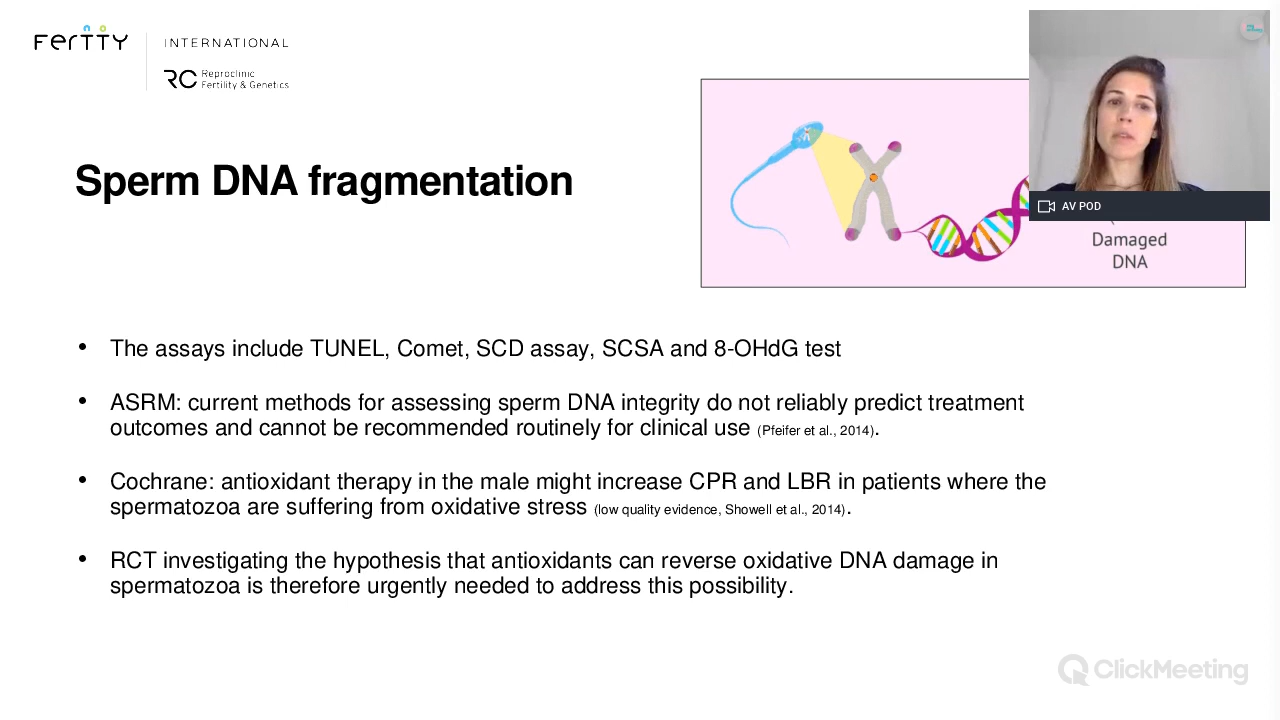 Fertty
INTERNATIONAL
RC Reproclinic
Fertility & Genetics
AV POD
Damaged
DNA
Sperm DNA fragmentation
• The assays include TUNEL, Comet, SCD assay, SCSA and 8-OHdG test
• ASRM: current methods for assessing sperm DNA integrity do not reliably predict treatment
outcomes and cannot be recommended routinely for clinical use (Pfeifer et al., 2014).
• Cochrane: antioxidant therapy in the male might increase CPR and LBR in patients where the
spermatozoa are suffering from oxidative stress (low quality evidence, Showell et al., 2014).
• RCT investigating the hypothesis that antioxidants can reverse oxidative DNA damage in
spermatozoa is therefore urgently needed to address this possibility.
ClickMeeting